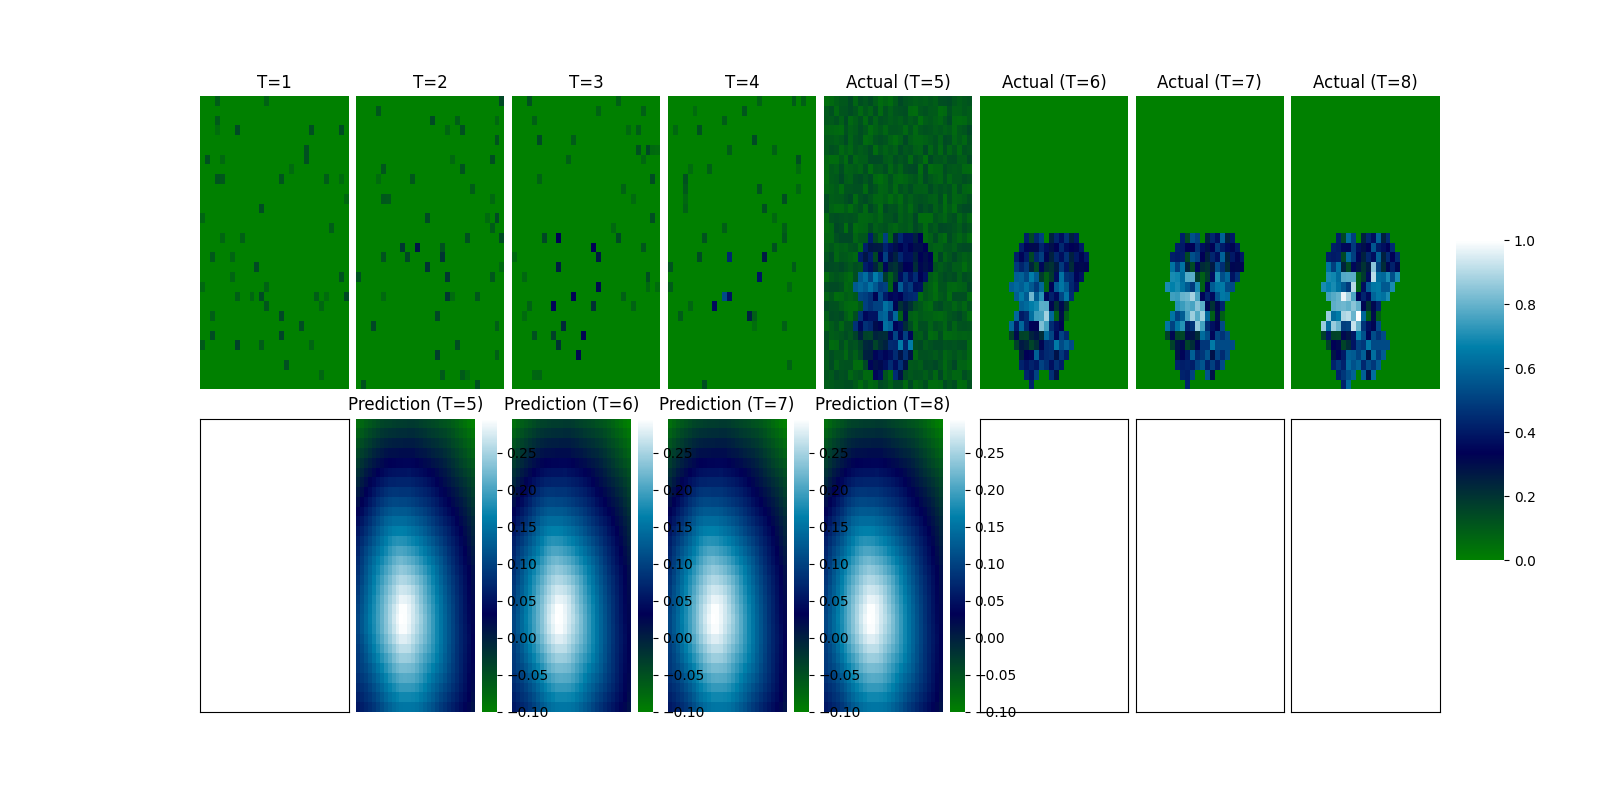 T=1 T=2 T=3 T=4 Actual (T=5) Actual (T=6) Actual (T=7) Actual (T=8)
1.0
0.8
0.6
0.4
0.2
0.0
Prediction (T=5) Prediction (T=6) Prediction (T=7) Prediction (T=8)
0.25 0.25 0.25 0.25
0.20 0.20 0.20 0.20
0.15 0.15 0.15 0.15
0.10 0.10 0.10 0.10
0.05 0.05 0.05 0.05
0.00 0.00 0.00 0.00
−0.05 −0.05 −0.05 −0.05
−0.10 −0.10 −0.10 −0.10